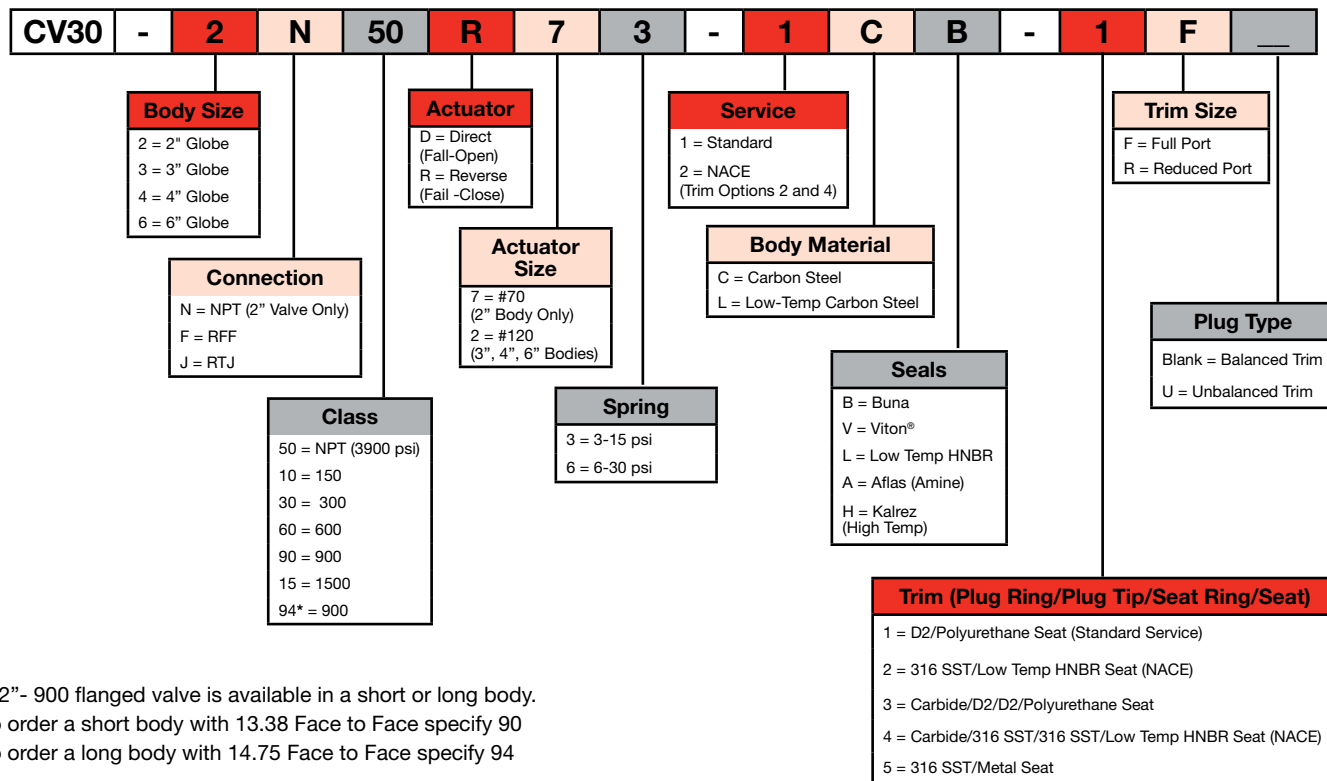 CV30 - 2 N 50 R 7 3 - 1 C B - 1 F __
Body Size
2 = 2" Globe
3 = 3” Globe
4 = 4” Globe
6 = 6” Globe
Connection
N = NPT (2” Valve Only)
F = RFF
J = RTJ
Class
50 = NPT (3900 psi)
10 = 150
30 = 300
60 = 600
90 = 900
15 = 1500
94* = 900
Actuator
D = Direct
(Fall-Open)
R = Reverse
(Fail -Close)
Actuator
Size
7 = #70
(2” Body Only)
2 = #120
(3”, 4”, 6” Bodies)
Spring
3 = 3-15 psi
6 = 6-30 psi
Service
1 = Standard
2 = NACE
(Trim Options 2 and 4)
Body Material
C = Carbon Steel
L = Low-Temp Carbon Steel
Seals
B = Buna
V = Viton®
L = Low Temp HNBR
A = Aflas (Amine)
H = Kalrez
(High Temp)
Trim Size
F = Full Port
R = Reduced Port
Plug Type
Blank = Balanced Trim
U = Unbalanced Trim
Trim (Plug Ring/Plug Tip/Seat Ring/Seat)
1 = D2/Polyurethane Seat (Standard Service)
2 = 316 SST/Low Temp HNBR Seat (NACE)
3 = Carbide/D2/D2/Polyurethane Seat
4 = Carbide/316 SST/316 SST/Low Temp HNBR Seat (NACE)
5 = 316 SST/Metal Seat
2”- 900 flanged valve is available in a short or long body.
o order a short body with 13.38 Face to Face specify 90
o order a long body with 14.75 Face to Face specify 94